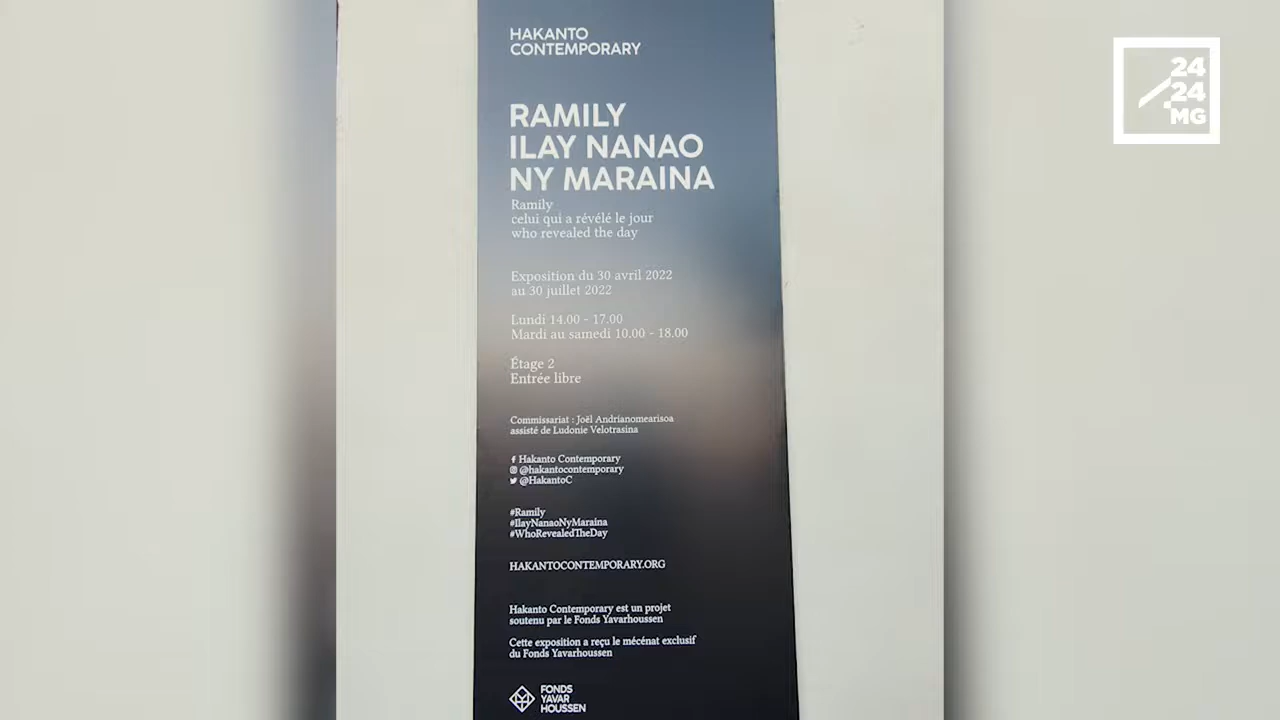 HAKANTO
CONTEMPORARY
RAMILY
ILAY NANAO
NY MARAINA
Ramily
celui qui a révélé le jour
who revealed the day
Exposition du 30 avril 2022
au 30 juillet 2022
Lundi 14.00 - 17.00
Mardi au samedi 10.00 - 18.00
Étage 2
Entrée libre
Commissariat : Joël Andrianomearisoa
assisté de Ludonie Velotrasina
Hakanto Contemporary
@hakantocontemporary
@HakantoC
#Ramily
#IlayNanaoNyMaraina
#WhoRevealedTheDay
HAKANTOCONTEMPORARY.ORG
Hakanto Contemporary est un projet
soutenu par le Fonds Yavarhoussen
Cette exposition a reçu le mécénat exclusif
du Fonds Yavarhoussen
FONDS
YAVAR
HOUSSEN
24
24
MG